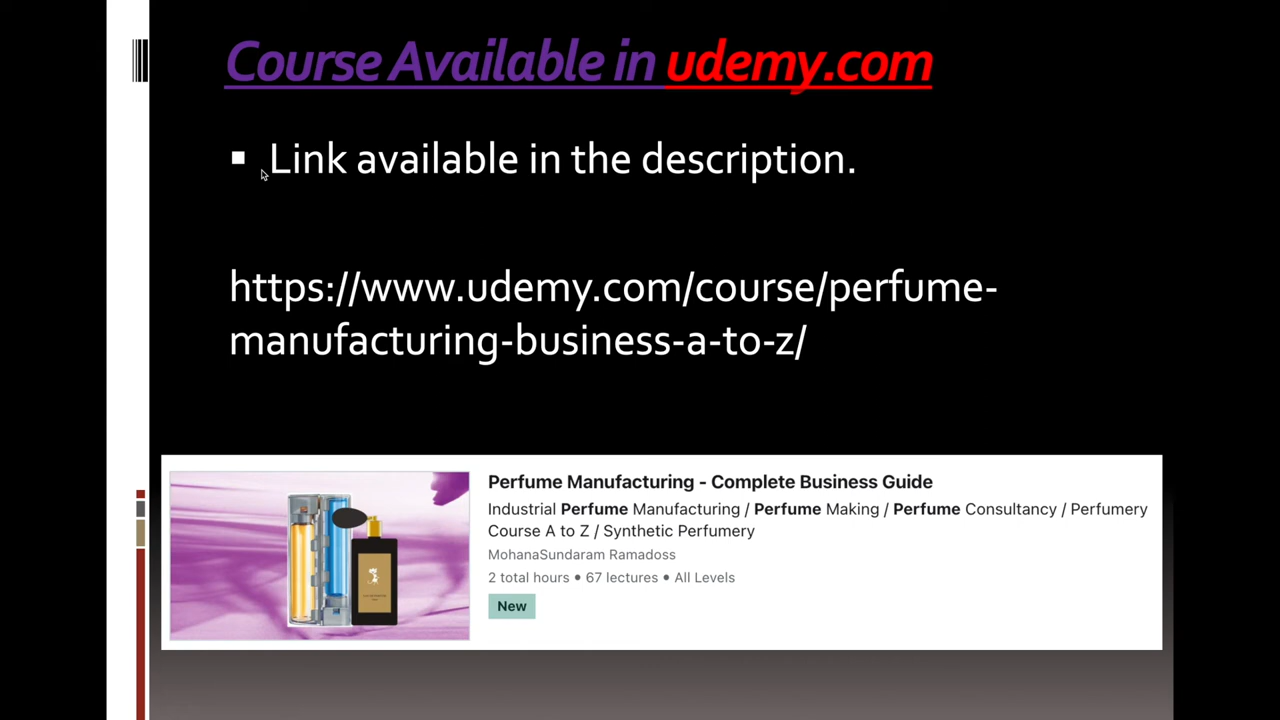 Course Available in udemy.com
Link available in the description.
https://www.udemy.com/course/perfume-
manufacturing-business-a-to-z/
Perfume Manufacturing - Complete Business Guide
Industrial Perfume Manufacturing / Perfume Making / Perfume Consultancy / Perfumery
Course A to Z / Synthetic Perfumery
MohanaSundaram Ramadoss
2 total hours • 67 lectures • All Levels
New